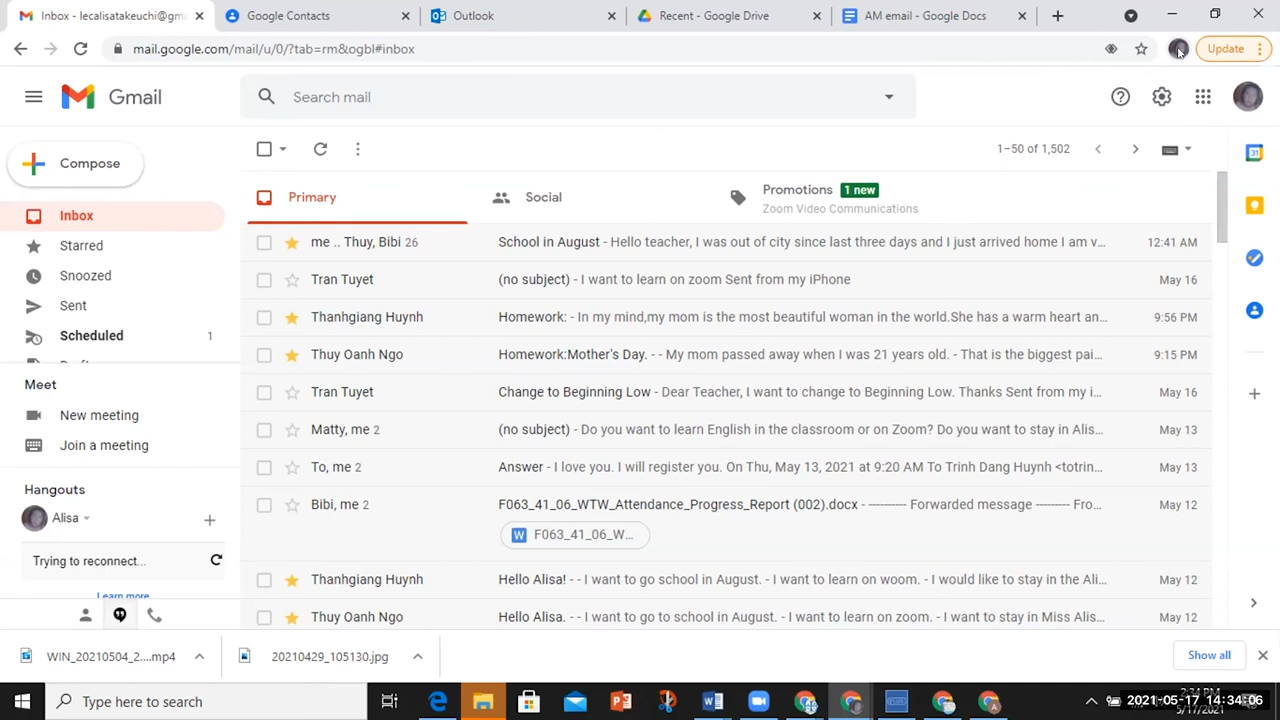 Inbox - lecalisatakeuchi@gm
Google Contacts
Outlook
Recent - Google Drive
AM email - Google Docs
mail.google.com/mail/u/0/?tab=rm&ogbl#inbox
Update
Gmail
Search mail
Compose
1–50 of 1,502
Primary
Social
Promotions 1 new
Zoom Video Communications
Inbox
Starred
Snoozed
Sent
Scheduled 1
Meet
New meeting
Join a meeting
Hangouts
Alisa
Trying to reconnect...
Learn more
me .. Thuy, Bibi 26 School in August - Hello teacher, I was out of city since last three days and I just arrived home I am v... 12:41 AM
Tran Tuyet (no subject) - I want to learn on zoom Sent from my iPhone May 16
Thanhgiang Huynh Homework: - In my mind,my mom is the most beautiful woman in the world.She has a warm heart an... 9:56 PM
Thuy Oanh Ngo Homework:Mother's Day. - - My mom passed away when I was 21 years old. - That is the biggest pai... 9:15 PM
Tran Tuyet Change to Beginning Low - Dear Teacher, I want to change to Beginning Low. Thanks Sent from my i... May 16
Matty, me 2 (no subject) - Do you want to learn English in the classroom or on Zoom? Do you want to stay in Alis... May 13
To, me 2 Answer - I love you. I will register you. On Thu, May 13, 2021 at 9:20 AM To Trinh Dang Huynh <totrin... May 13
Bibi, me 2 F063_41_06_WTW_Attendance_Progress_Report (002).docx - ---------- Forwarded message --------- Fro... May 12
W F063_41_06_W...
Thanhgiang Huynh Hello Alisa! - - I want to go school in August. - I want to learn on woom. - I would like to stay in the Ali... May 12
Thuy Oanh Ngo Hello Alisa. - I want to go to school in August. - I want to learn on zoom. - I want to stay in Miss Alis... May 12
WIN_20210504_2....mp4
20210429_105130.jpg
Show all
Type here to search
2:34 PM
2021-05-17 14:34:06
5/17/2021